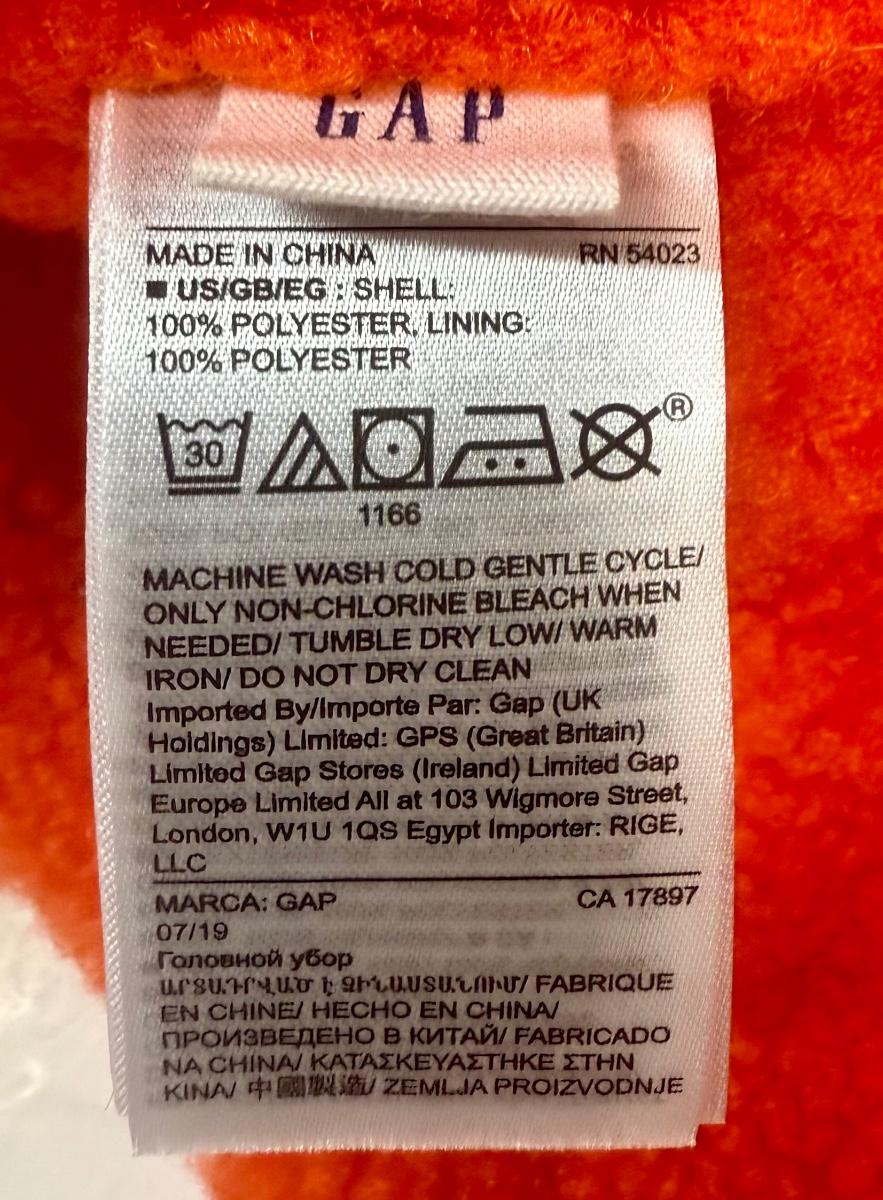 GAP
MADE IN CHINA RN 54023
■ US/GB/EG : SHELL:
100% POLYESTER, LINING:
100% POLYESTER
30
®
1166
MACHINE WASH COLD GENTLE CYCLE/
ONLY NON-CHLORINE BLEACH WHEN
NEEDED/ TUMBLE DRY LOW/ WARM
IRON/ DO NOT DRY CLEAN
Imported By/Importe Par: Gap (UK
Holdings) Limited: GPS (Great Britain)
Limited Gap Stores (Ireland) Limited Gap
Europe Limited All at 103 Wigmore Street,
London, W1U 1QS Egypt Importer: RIGE,
LLC
MARCA: GAP CA 17897
07/19
Головной убор
ԱՐՏԱԴՐՎԱԾ Է ՉԻՆԱՍՏԱՆՈՒՄ/ FABRIQUE
EN CHINE/ HECHO EN CHINA/
ПРОИЗВЕДЕНО В КИТАЙ/ FABRICADO
NA CHINA/ ΚΑΤΑΣΚΕΥΑΣΤΗΚΕ ΣΤΗΝ
ΚΙΝΑ/ 中國製造/ ZEMLJA PROIZVODNJE